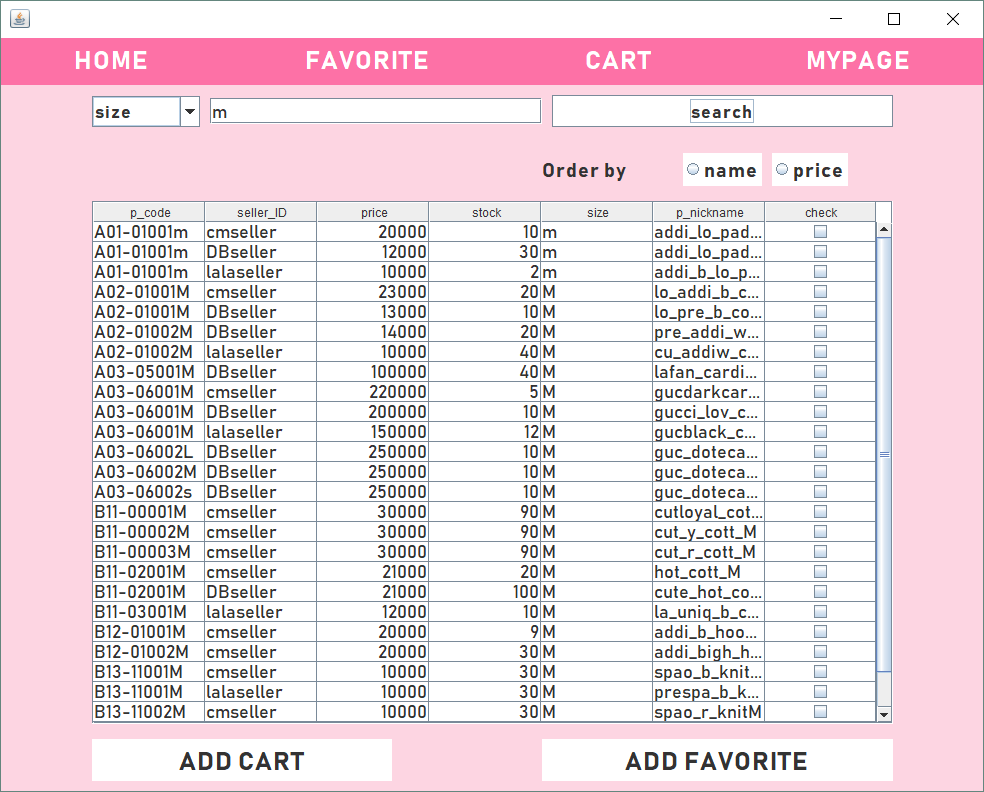 HOME FAVORITE CART MYPAGE
size m search
Order by name price
p_code seller_ID price stock size p_nickname check
A01-01001m cmseller 20000 10 m addi_lo_pad...
A01-01001m DBseller 12000 30 m addi_lo_pad...
A01-01001m lalaseller 10000 2 m addi_b_lo_p...
A02-01001M cmseller 23000 20 M lo_addi_b_c...
A02-01001M DBseller 13000 10 M lo_pre_b_co...
A02-01002M DBseller 14000 20 M pre_addi_w...
A02-01002M lalaseller 10000 40 M cu_addiw_c...
A03-05001M DBseller 100000 40 M lafan_cardi...
A03-06001M cmseller 220000 5 M gucdarkcar...
A03-06001M DBseller 200000 10 M gucci_lov_c...
A03-06001M lalaseller 150000 12 M gucblack_c...
A03-06002L DBseller 250000 10 M guc_doteca...
A03-06002M DBseller 250000 10 M guc_doteca...
A03-06002s DBseller 250000 10 M guc_doteca...
B11-00001M cmseller 30000 90 M cutloyal_cot...
B11-00002M cmseller 30000 90 M cut_y_cott_M
B11-00003M cmseller 30000 90 M cut_r_cott_M
B11-02001M cmseller 21000 20 M hot_cott_M
B11-02001M DBseller 21000 100 M cute_hot_co...
B11-03001M lalaseller 12000 10 M la_uniq_b_c...
B12-01001M cmseller 20000 9 M addi_b_hoo...
B12-01002M cmseller 20000 30 M addi_bigh_h...
B13-11001M cmseller 10000 30 M spao_b_knit...
B13-11001M lalaseller 10000 30 M prespa_b_k...
B13-11002M cmseller 10000 30 M spao_r_knitM
ADD CART ADD FAVORITE